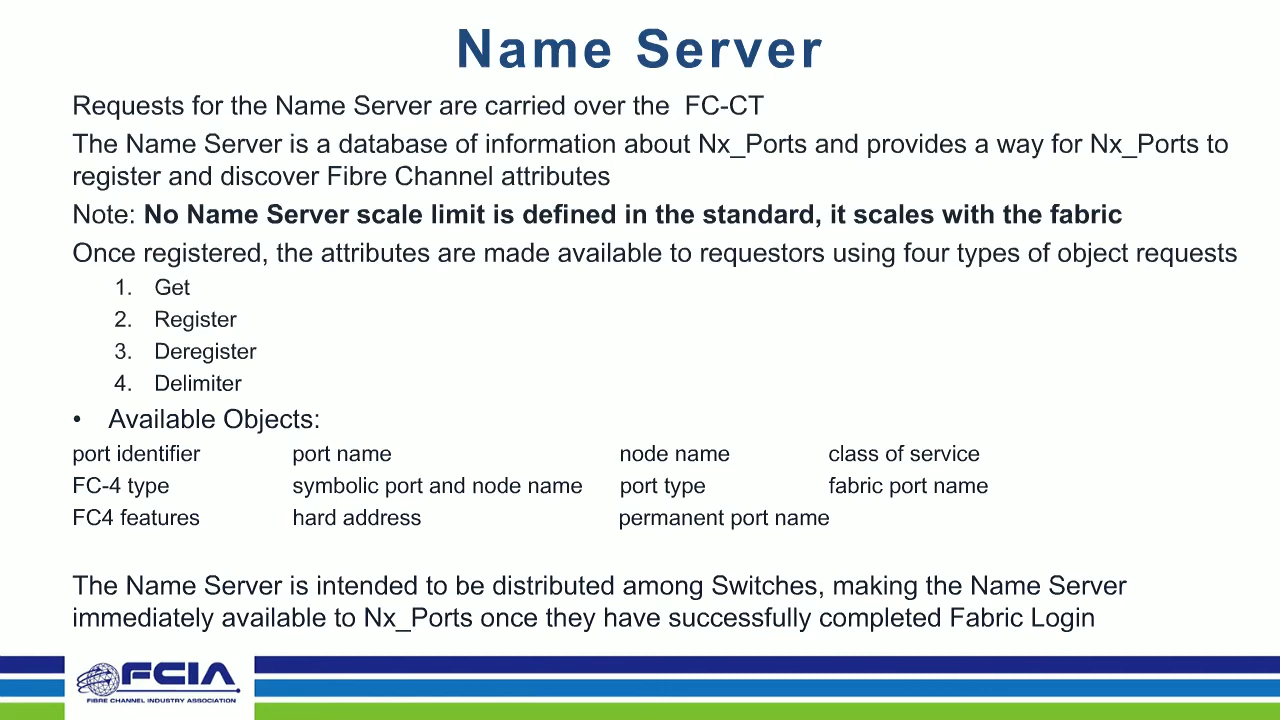 Name Server
Requests for the Name Server are carried over the FC-CT
The Name Server is a database of information about Nx_Ports and provides a way for Nx_Ports to
register and discover Fibre Channel attributes
Note: No Name Server scale limit is defined in the standard, it scales with the fabric
Once registered, the attributes are made available to requestors using four types of object requests
1. Get
2. Register
3. Deregister
4. Delimiter
• Available Objects:
port identifier port name node name class of service
FC-4 type symbolic port and node name port type fabric port name
FC4 features hard address permanent port name
The Name Server is intended to be distributed among Switches, making the Name Server
immediately available to Nx_Ports once they have successfully completed Fabric Login
FCIA
FIBRE CHANNEL INDUSTRY ASSOCIATION